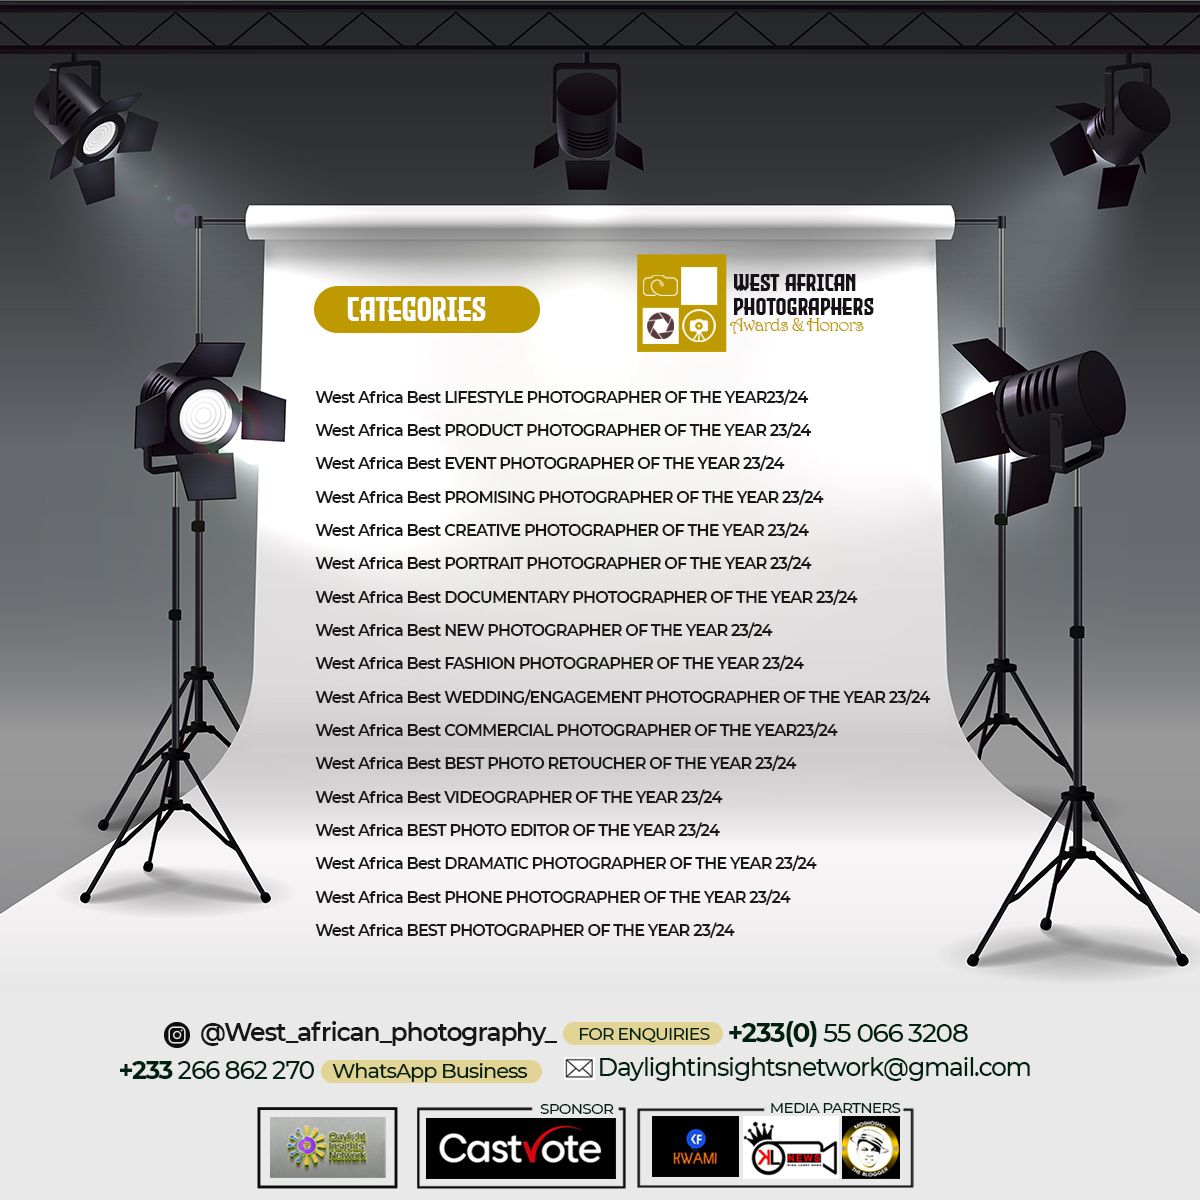 CATEGORIES
WEST AFRICAN
PHOTOGRAPHERS
Awards & Honors
West Africa Best LIFESTYLE PHOTOGRAPHER OF THE YEAR23/24
West Africa Best PRODUCT PHOTOGRAPHER OF THE YEAR 23/24
West Africa Best EVENT PHOTOGRAPHER OF THE YEAR 23/24
West Africa Best PROMISING PHOTOGRAPHER OF THE YEAR 23/24
West Africa Best CREATIVE PHOTOGRAPHER OF THE YEAR 23/24
West Africa Best PORTRAIT PHOTOGRAPHER OF THE YEAR 23/24
West Africa Best DOCUMENTARY PHOTOGRAPHER OF THE YEAR 23/24
West Africa Best NEW PHOTOGRAPHER OF THE YEAR 23/24
West Africa Best FASHION PHOTOGRAPHER OF THE YEAR 23/24
West Africa Best WEDDING/ENGAGEMENT PHOTOGRAPHER OF THE YEAR 23/24
West Africa Best COMMERCIAL PHOTOGRAPHER OF THE YEAR23/24
West Africa Best BEST PHOTO RETOUCHER OF THE YEAR 23/24
West Africa Best VIDEOGRAPHER OF THE YEAR 23/24
West Africa BEST PHOTO EDITOR OF THE YEAR 23/24
West Africa Best DRAMATIC PHOTOGRAPHER OF THE YEAR 23/24
West Africa Best PHONE PHOTOGRAPHER OF THE YEAR 23/24
West Africa BEST PHOTOGRAPHER OF THE YEAR 23/24
@West_african_photography_ FOR ENQUIRIES +233(0) 55 066 3208
+233 266 862 270 WhatsApp Business Daylightinsightsnetwork@gmail.com
Daylight
Insights
Network
SPONSOR
Castvote
MEDIA PARTNERS
KF
KWAMI
KL NEWS
KING LARRY NEWS
MOSHOSHO
THE BLOGGER